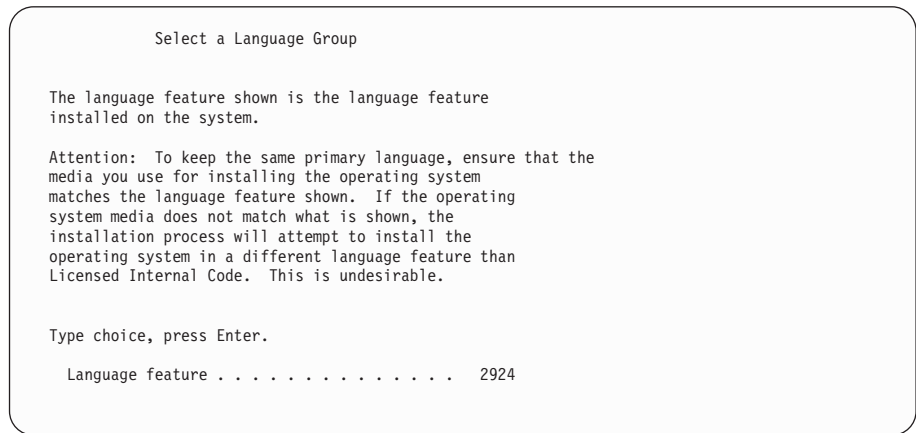 Select a Language Group
The language feature shown is the language feature
installed on the system.
Attention:  To keep the same primary language, ensure that the
media you use for installing the operating system
matches the language feature shown.  If the operating
system media does not match what is shown, the
installation process will attempt to install the
operating system in a different language feature than
Licensed Internal Code.  This is undesirable.
Type choice, press Enter.
Language feature . . . . . . . . . . . . . .   2924